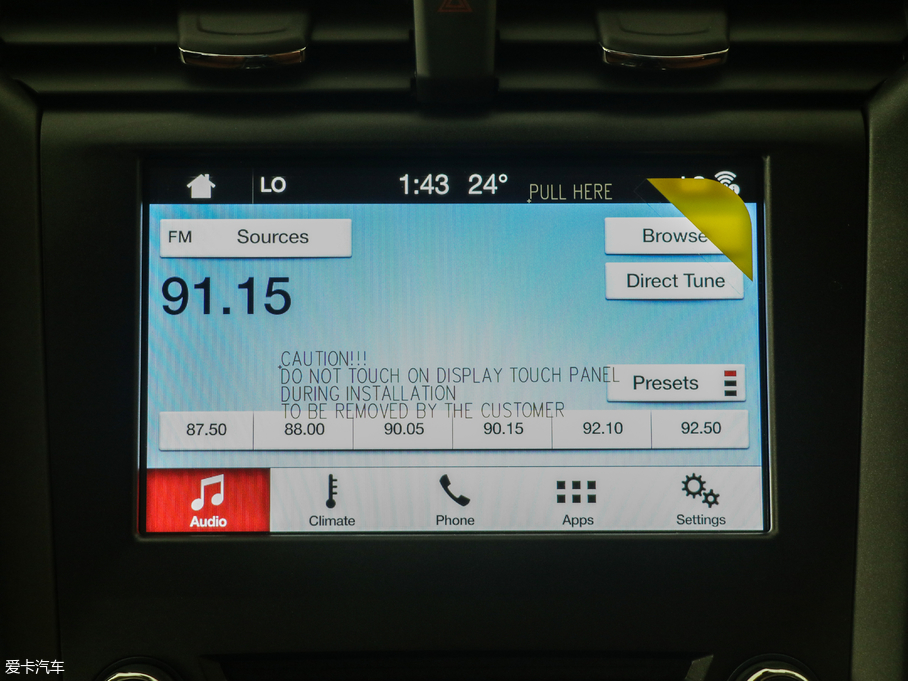 LO
1:43
24°
PULL HERE
FM
Sources
Browse
91.15
Direct Tune
CAUTION!!!
DO NOT TOUCH ON DISPLAY TOUCH PANEL
DURING INSTALLATION
TO BE REMOVED BY THE CUSTOMER
Presets
87.50
88.00
90.05
90.15
92.10
92.50
Audio
Climate
Phone
Apps
Settings
爱卡汽车